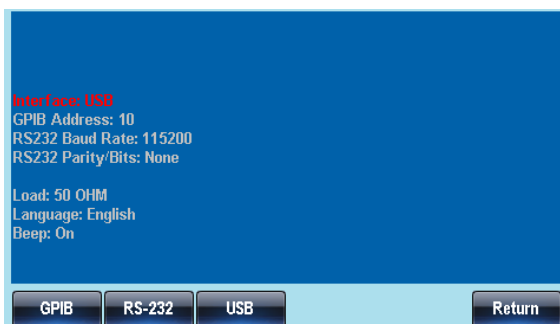 Interface: USB
GPIB Address: 10
RS232 Baud Rate: 115200
RS232 Parity/Bits: None
Load: 50 OHM
Language: English
Beep: On
GPIB RS-232 USB Return